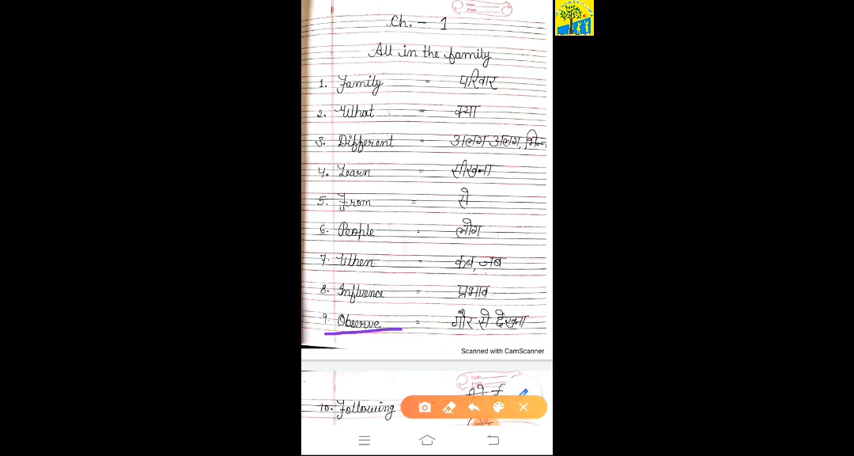 Ch. - 1
All in the family
1. Family = परिवार
2. What = क्या
3. Different = अलग अलग, भिन्न
4. Learn = सीखना
5. From = से
6. People = लोग
7. When = कब, जब
8. Influence = प्रभाव
9. Observe = गौर से देखना
Scanned with CamScanner
10. Following